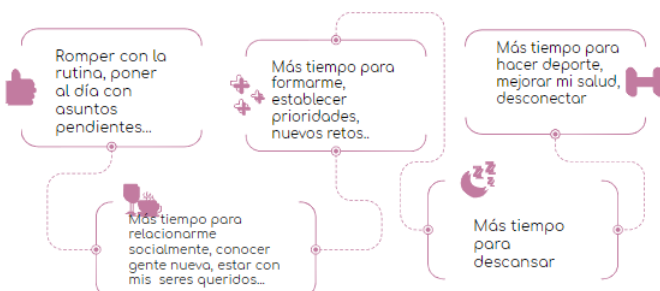 Romper con la
rutina, poner
al día con
asuntos
pendientes...
Más tiempo para
relacionarme
socialmente, conocer
gente nueva, estar con
mis seres queridos...
Más tiempo para
formarme,
establecer
prioridades,
nuevos retos..
Más tiempo
para
descansar
Más tiempo para
hacer deporte,
mejorar mi salud,
desconectar